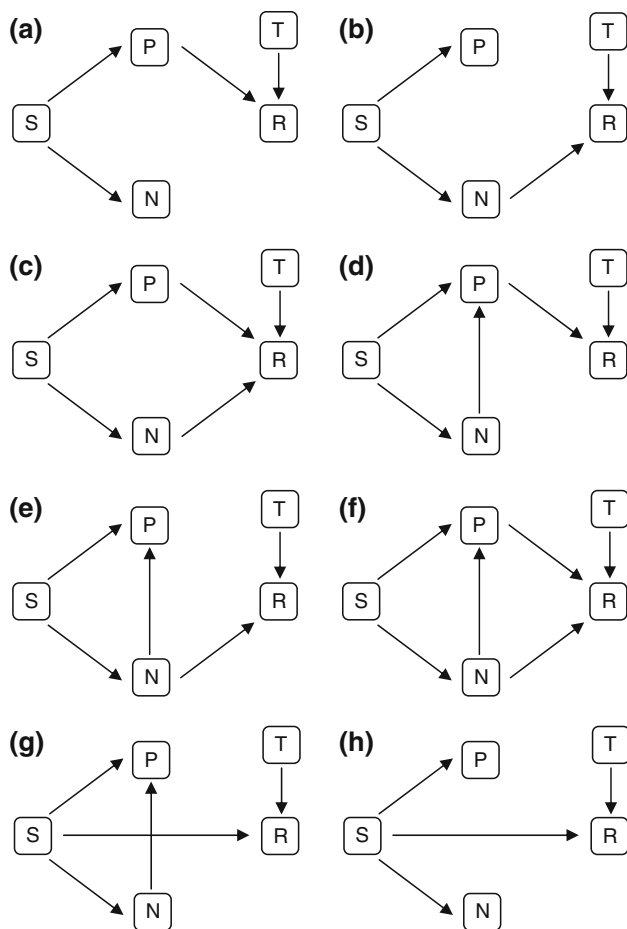 (a) P T
S R
N
(b) P T
S R
N
(c) P T
S R
N
(d) P T
S R
N
(e) P T
S R
N
(f) P T
S R
N
(g) P T
S R
N
(h) P T
S R
N